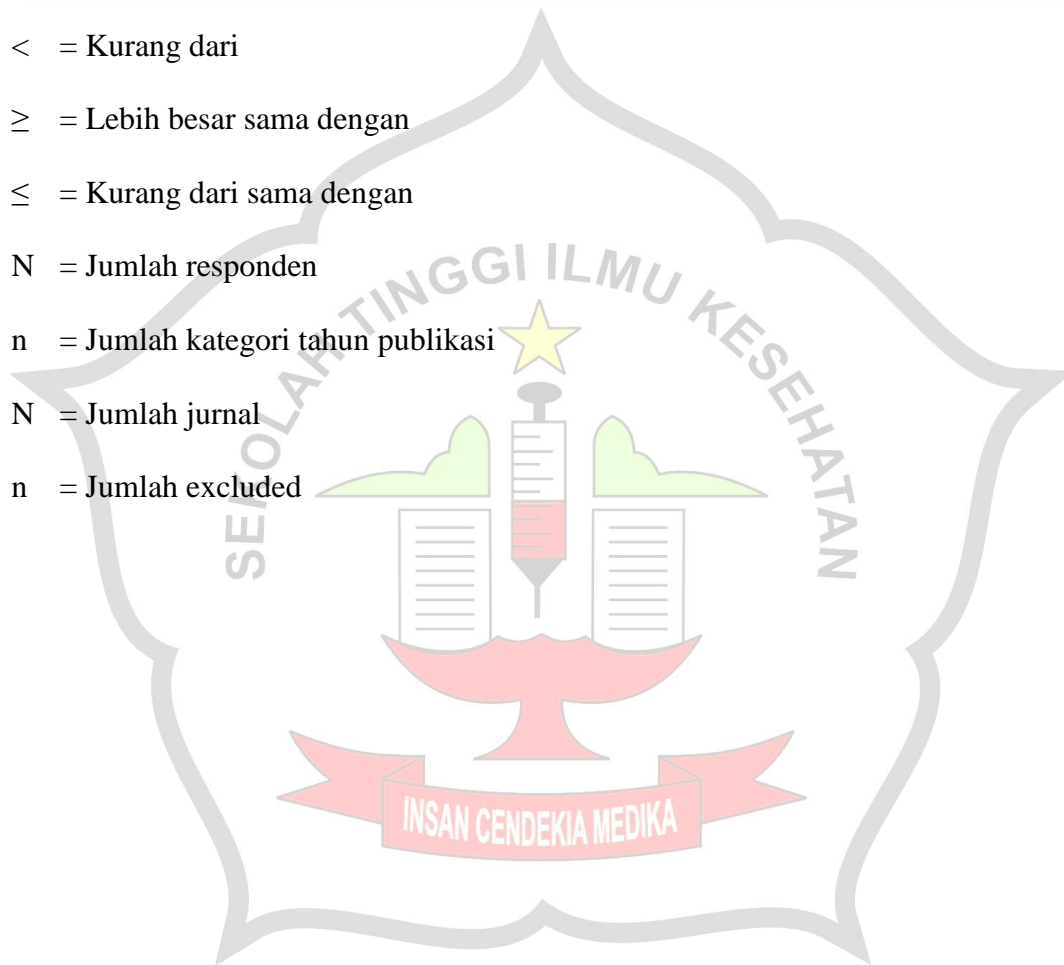 < = Kurang dari
≥ = Lebih besar sama dengan
≤ = Kurang dari sama dengan
N = Jumlah responden
n = Jumlah kategori tahun publikasi
N = Jumlah jurnal
n = Jumlah excluded
SEKOLAH TINGGI ILMU KESEHATAN
INSAN CENDEKIA MEDIKA